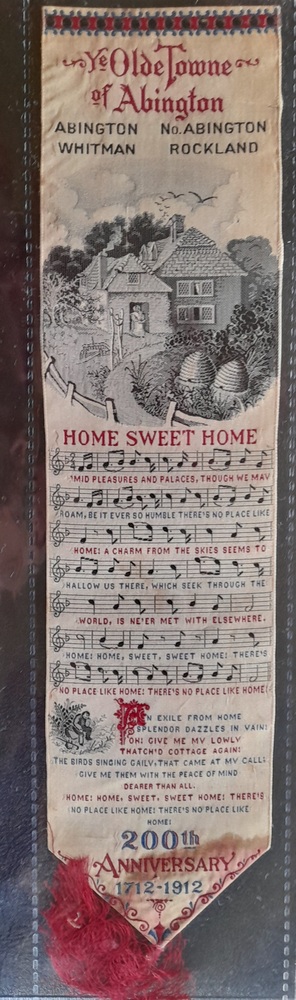 Ye Olde Towne
of Abington
ABINGTON No. ABINGTON
WHITMAN ROCKLAND
HOME SWEET HOME
'MID PLEASURES AND PALACES, THOUGH WE MAY
ROAM, BE IT EVER SO HUMBLE THERE'S NO PLACE LIKE
HOME! A CHARM FROM THE SKIES SEEMS TO
HALLOW US THERE, WHICH SEEK THROUGH THE
WORLD, IS NE'ER MET WITH ELSEWHERE.
HOME! HOME, SWEET, SWEET HOME! THERE'S
NO PLACE LIKE HOME! THERE'S NO PLACE LIKE HOME!
AN EXILE FROM HOME
SPLENDOR DAZZLES IN VAIN:
OH! GIVE ME MY LOWLY
THATCH'D COTTAGE AGAIN!
THE BIRDS SINGING GAILY, THAT CAME AT MY CALL
GIVE ME THEM WITH THE PEACE OF MIND
DEARER THAN ALL.
HOME! HOME, SWEET, SWEET HOME! THERE'S
NO PLACE LIKE HOME! THERE'S NO PLACE LIKE
HOME!
200th
ANNIVERSARY
1712-1912